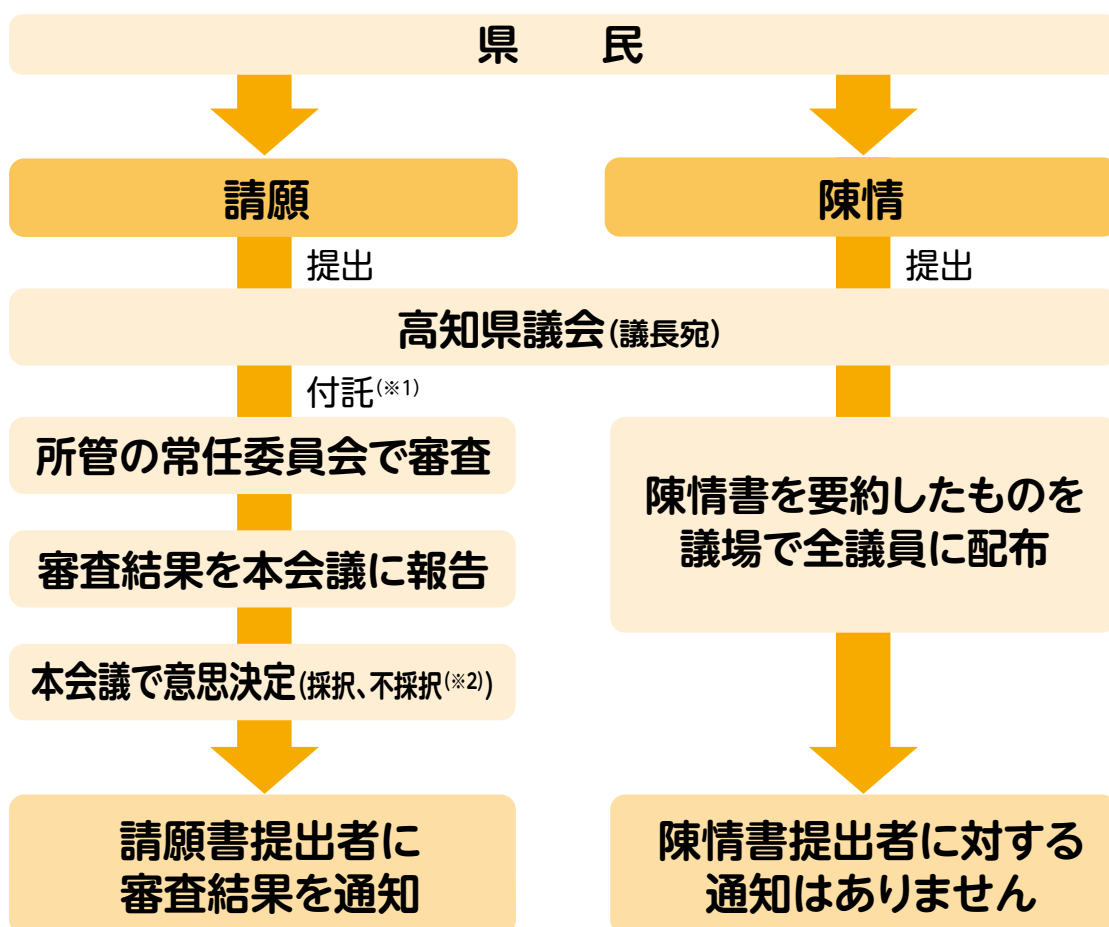 県　民
請願
陳情
提出
提出
高知県議会(議長宛)
付託(※1)
所管の常任委員会で審査
審査結果を本会議に報告
本会議で意思決定(採択、不採択(※2))
請願書提出者に
審査結果を通知
陳情書を要約したものを
議場で全議員に配布
陳情書提出者に対する
通知はありません